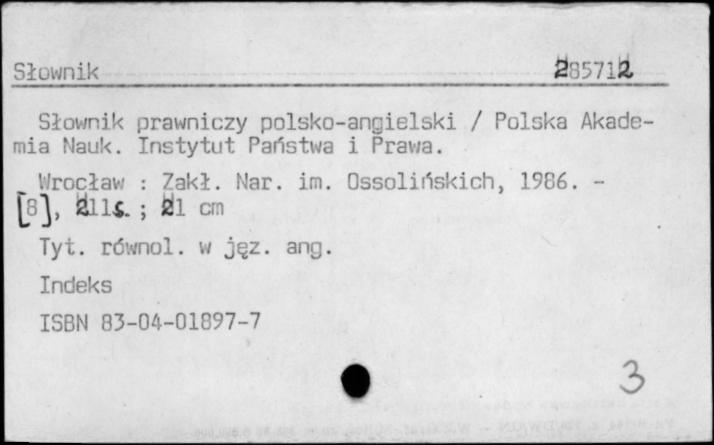 Słownik 285712
Słownik prawniczy polsko-angielski / Polska Akade-
mia Nauk. Instytut Państwa i Prawa.
Wrocław : Zakł. Nar. im. Ossolińskich, 1986. -
[8], 211s. ; 21 cm
Tyt. równol. w jęz. ang.
Indeks
ISBN 83-04-01897-7
3